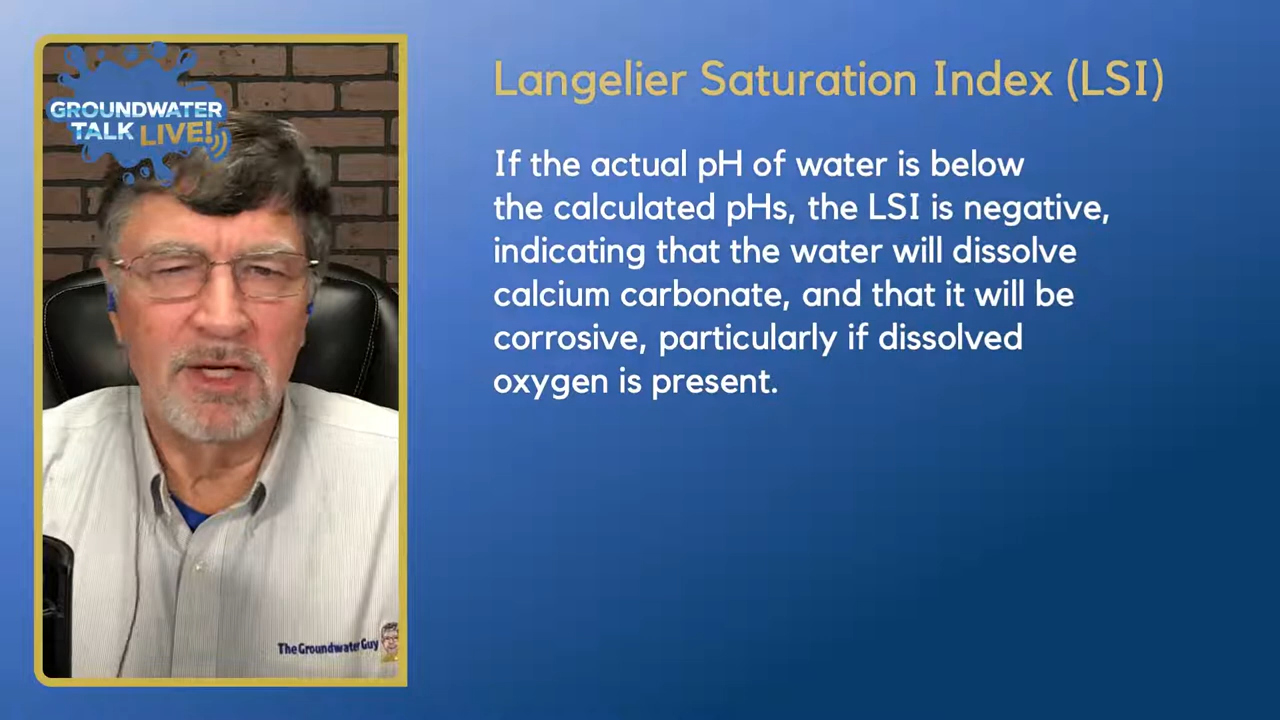 GROUNDWATER
TALK LIVE!
Langelier Saturation Index (LSI)
If the actual pH of water is below
the calculated pHs, the LSI is negative,
indicating that the water will dissolve
calcium carbonate, and that it will be
corrosive, particularly if dissolved
oxygen is present.
The Groundwater Guy